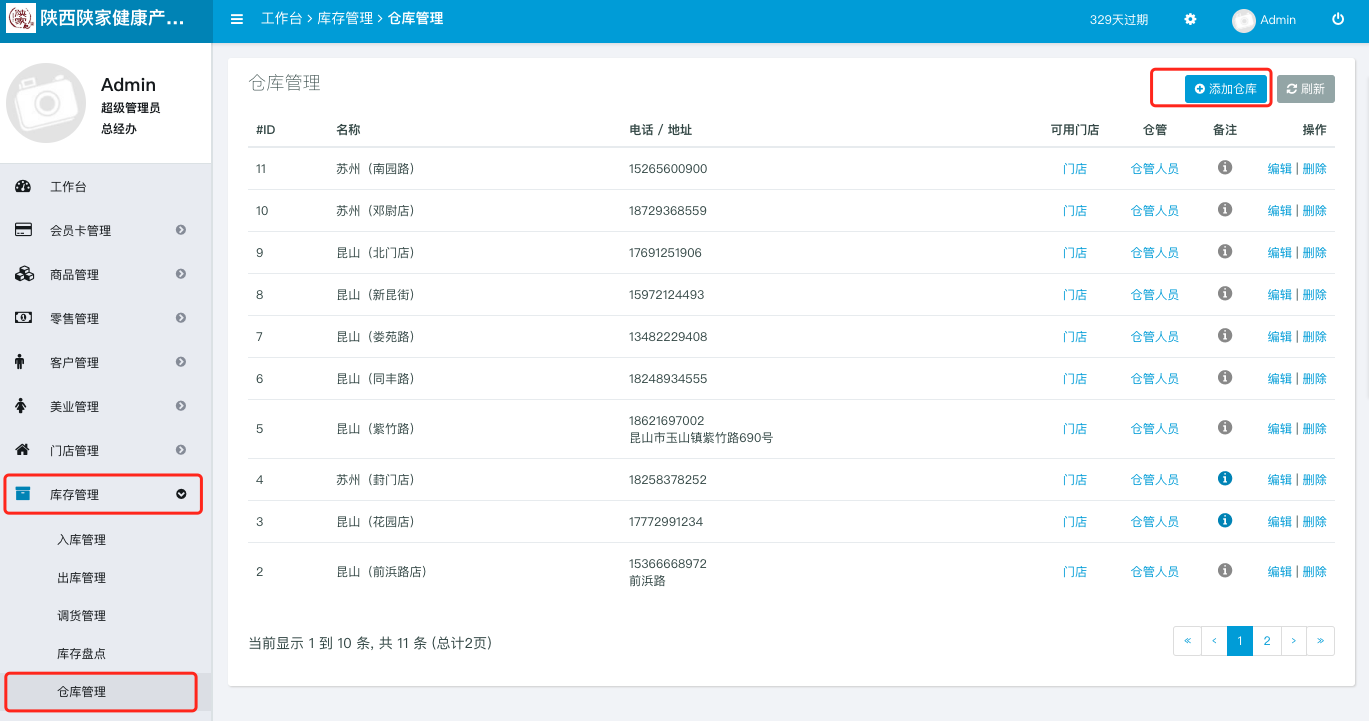 陕西陕家健康产...
工作台 > 库存管理 > 仓库管理
329天过期
Admin
Admin
超级管理员
总经办
工作台
会员卡管理
商品管理
零售管理
客户管理
美业管理
门店管理
库存管理
入库管理
出库管理
调货管理
库存盘点
仓库管理
仓库管理
添加仓库 刷新
#ID 名称 电话 / 地址 可用门店 仓管 备注 操作
11 苏州（南园路） 15265600900 门店 仓管人员 编辑 | 删除
10 苏州（邓尉店） 18729368559 门店 仓管人员 编辑 | 删除
9 昆山（北门店） 17691251906 门店 仓管人员 编辑 | 删除
8 昆山（新昆街） 15972124493 门店 仓管人员 编辑 | 删除
7 昆山（娄苑路） 13482229408 门店 仓管人员 编辑 | 删除
6 昆山（同丰路） 18248934555 门店 仓管人员 编辑 | 删除
5 昆山（紫竹路） 18621697002 门店 仓管人员 编辑 | 删除
昆山市玉山镇紫竹路690号
4 苏州（葑门店） 18258378252 门店 仓管人员 编辑 | 删除
3 昆山（花园店） 17772991234 门店 仓管人员 编辑 | 删除
2 昆山（前浜路店） 15366668972 门店 仓管人员 编辑 | 删除
前浜路
当前显示 1 到 10 条, 共 11 条 (总计2页)
« ‹ 1 2 › »